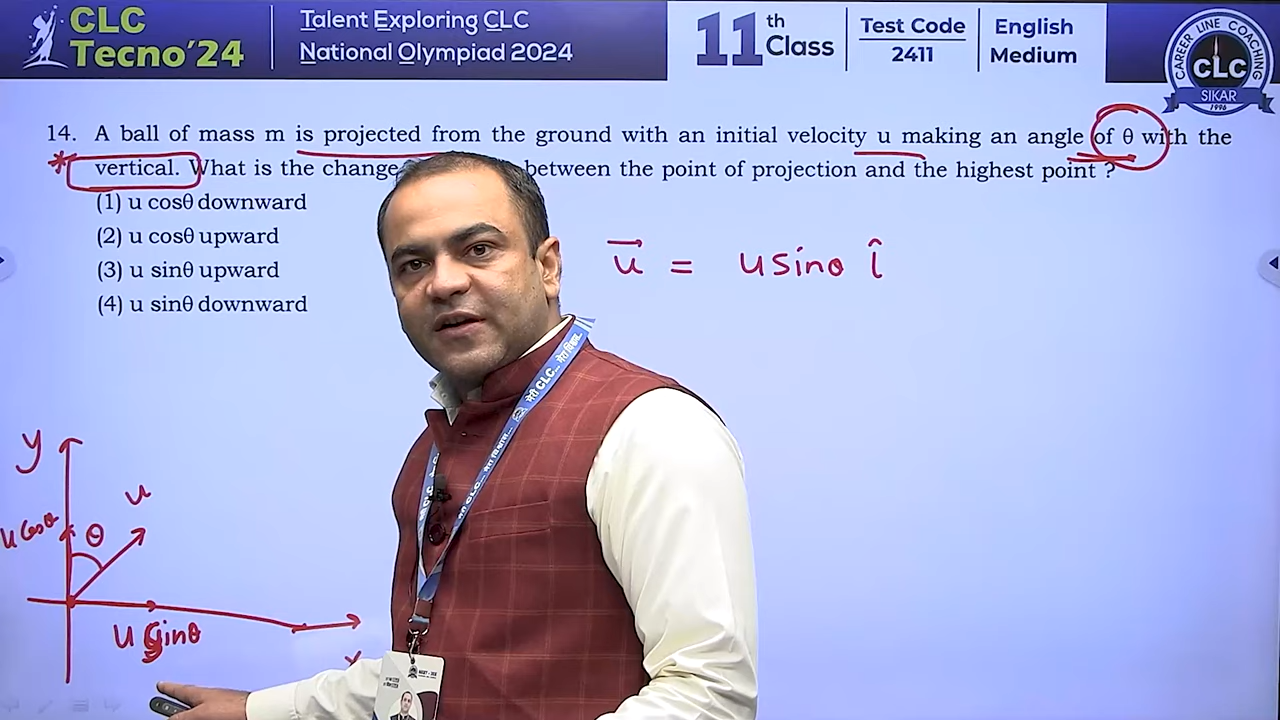 CLC
Tecno'24
Talent Exploring CLC
National Olympiad 2024
11th Class
Test Code
2411
English
Medium
CAREER LINE COACHING
CLC
SIKAR
1996
14. A ball of mass m is projected from the ground with an initial velocity u making an angle of θ with the
* vertical. What is the change between the point of projection and the highest point ?
(1) u cosθ downward
(2) u cosθ upward
(3) u sinθ upward
(4) u sinθ downward
u⃗ = u sinθ î
y
u
u cosθ
θ
u sinθ
x
CLC